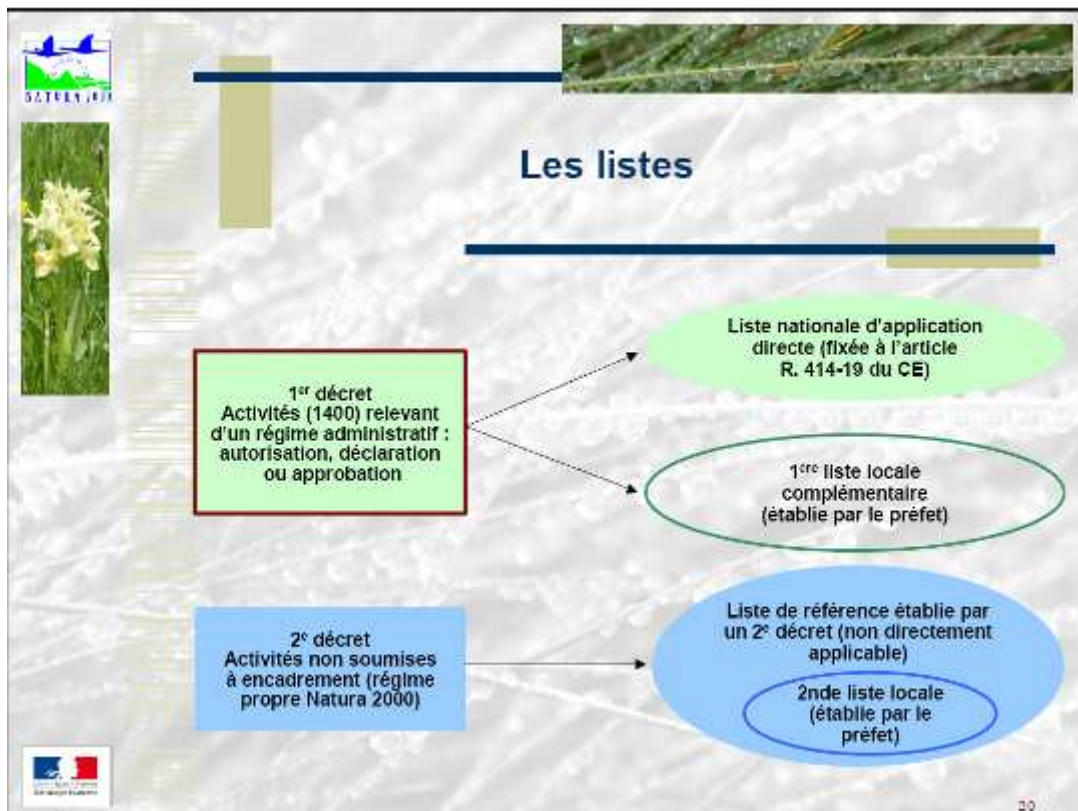 NATURA 2000
Les listes
Liste nationale d'application
directe (fixée à l'article
R. 414-19 du CE)
1er décret
Activités (1400) relevant
d'un régime administratif :
autorisation, déclaration
ou approbation
1ère liste locale
complémentaire
(établie par le préfet)
Liste de référence établie par
un 2e décret (non directement
applicable)
2e décret
Activités non soumises
à encadrement (régime
propre Natura 2000)
2nde liste locale
(établie par le
préfet)